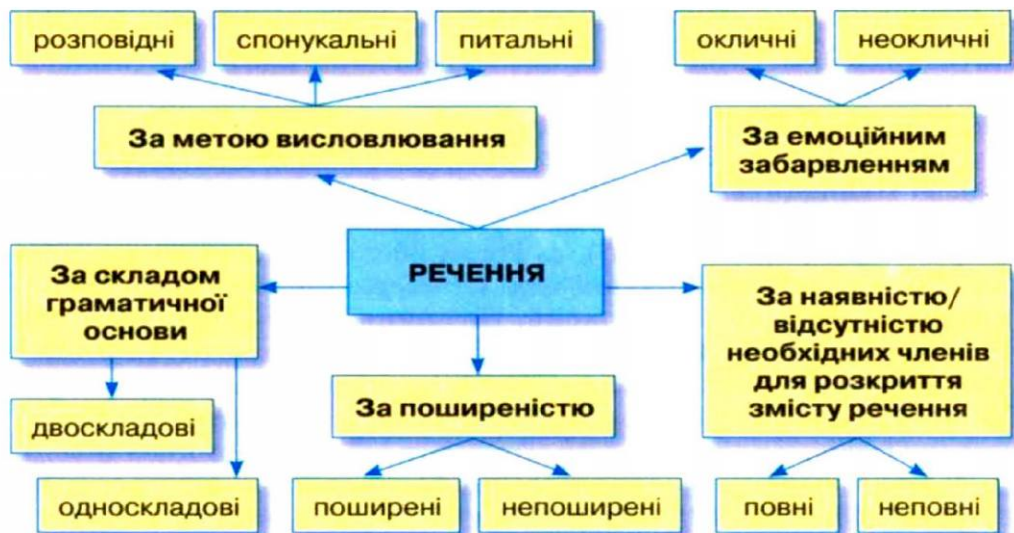 розповідні
спонукальні
питальні
окличні
неокличні
За метою висловлювання
За емоційним
забарвленням
РЕЧЕННЯ
За складом
граматичної
основи
За наявністю/
відсутністю
необхідних членів
для розкриття
змісту речення
За поширеністю
двоскладові
односкладові
поширені
непоширені
повні
неповні